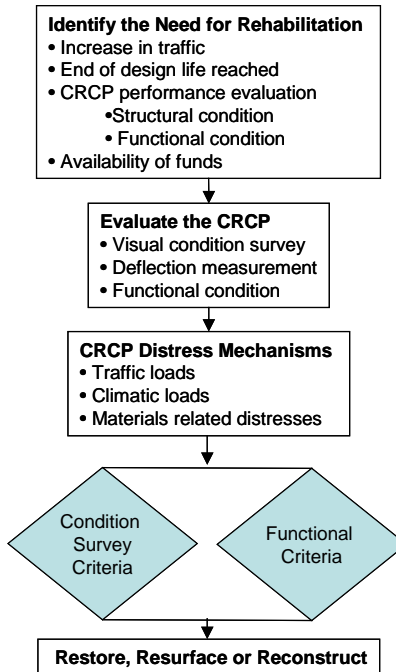 Identify the Need for Rehabilitation
• Increase in traffic
• End of design life reached
• CRCP performance evaluation
•Structural condition
• Functional condition
• Availability of funds
Evaluate the CRCP
• Visual condition survey
• Deflection measurement
• Functional condition
CRCP Distress Mechanisms
• Traffic loads
• Climatic loads
• Materials related distresses
Condition
Survey
Criteria
Functional
Criteria
Restore, Resurface or Reconstruct